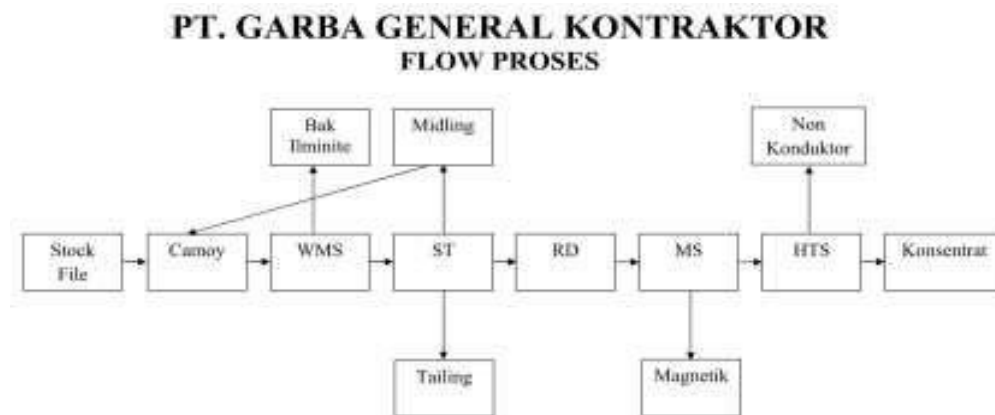 PT. GARBA GENERAL KONTRAKTOR
FLOW PROSES
Bak
Ilminite
Midling
Non
Konduktor
Stock
File
Camoy
WMS
ST
RD
MS
HTS
Konsentrat
Tailing
Magnetik